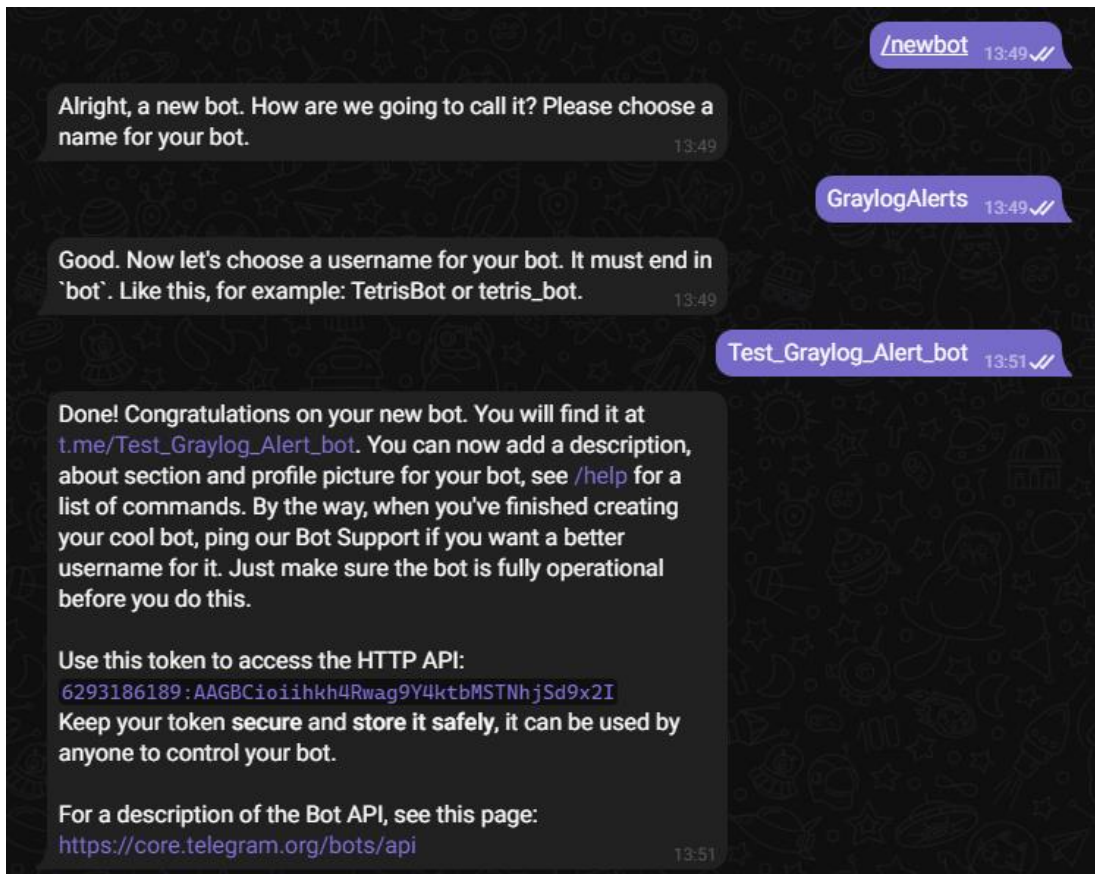 /newbot 13:49
Alright, a new bot. How are we going to call it? Please choose a
name for your bot. 13:49
GraylogAlerts 13:49
Good. Now let's choose a username for your bot. It must end in
`bot`. Like this, for example: TetrisBot or tetris_bot. 13:49
Test_Graylog_Alert_bot 13:51
Done! Congratulations on your new bot. You will find it at
t.me/Test_Graylog_Alert_bot. You can now add a description,
about section and profile picture for your bot, see /help for a
list of commands. By the way, when you've finished creating
your cool bot, ping our Bot Support if you want a better
username for it. Just make sure the bot is fully operational
before you do this.
Use this token to access the HTTP API:
6293186189:AAGBCioiihkh4Rwag9Y4ktbMSTNhjSd9x2I
Keep your token secure and store it safely, it can be used by
anyone to control your bot.
For a description of the Bot API, see this page:
https://core.telegram.org/bots/api 13:51